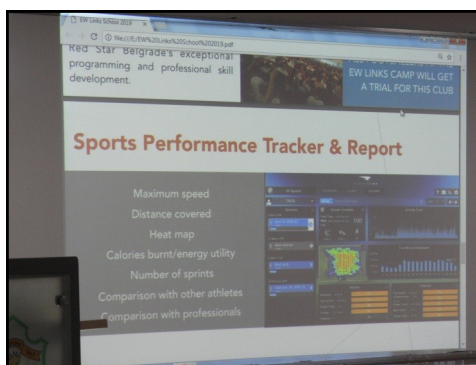 EW Links School 2019
file:///E:/EW%20Links%20School%202019.pdf
Red Star Belgrade's exceptional
programming and professional skill
development.
EW LINKS CAMP WILL GET
A TRIAL FOR THIS CLUB
Sports Performance Tracker & Report
Maximum speed
Distance covered
Heat map
Calories burnt/energy utility
Number of sprints
Comparison with other athletes
Comparison with professionals